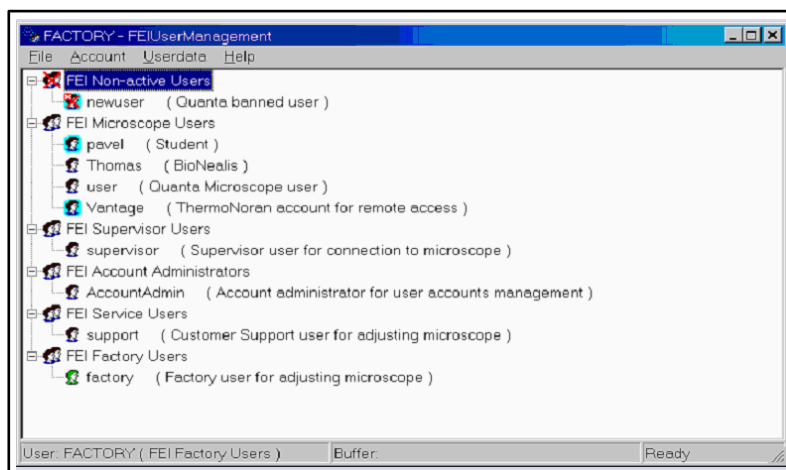 FACTORY - FEIUserManagement
File Account Userdata Help
FEI Non-active Users
newuser ( Quanta banned user )
FEI Microscope Users
pavel ( Student )
Thomas ( BioNealis )
user ( Quanta Microscope user )
Vantage ( ThermoNoran account for remote access )
FEI Supervisor Users
supervisor ( Supervisor user for connection to microscope )
FEI Account Administrators
AccountAdmin ( Account administrator for user accounts management )
FEI Service Users
support ( Customer Support user for adjusting microscope )
FEI Factory Users
factory ( Factory user for adjusting microscope )
User: FACTORY ( FEI Factory Users ) Buffer: Ready